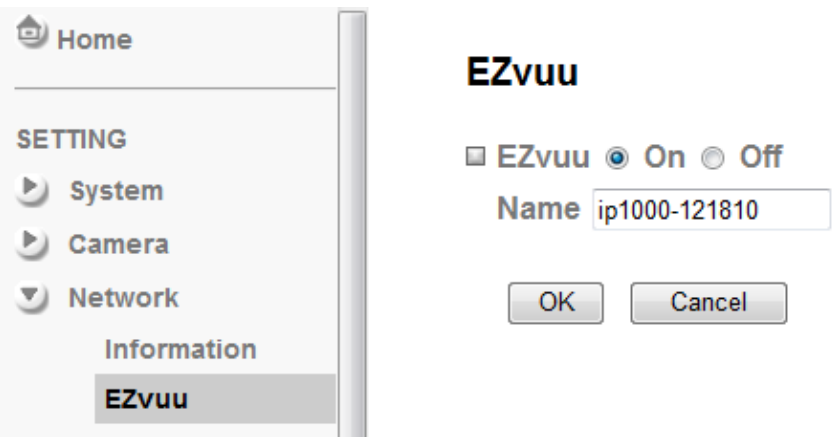 Home
SETTING
System
Camera
Network
Information
EZvuu
EZvuu
EZvuu On Off
Name ip1000-121810
OK Cancel